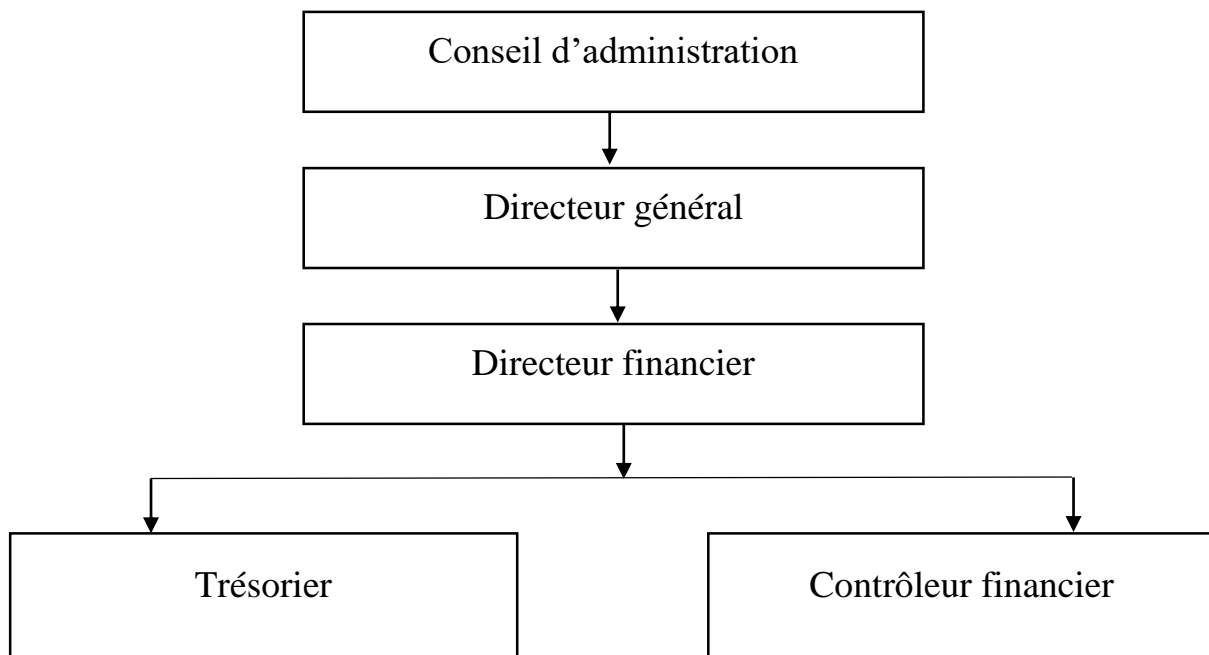 Conseil d’administration
Directeur général
Directeur financier
Trésorier
Contrôleur financier